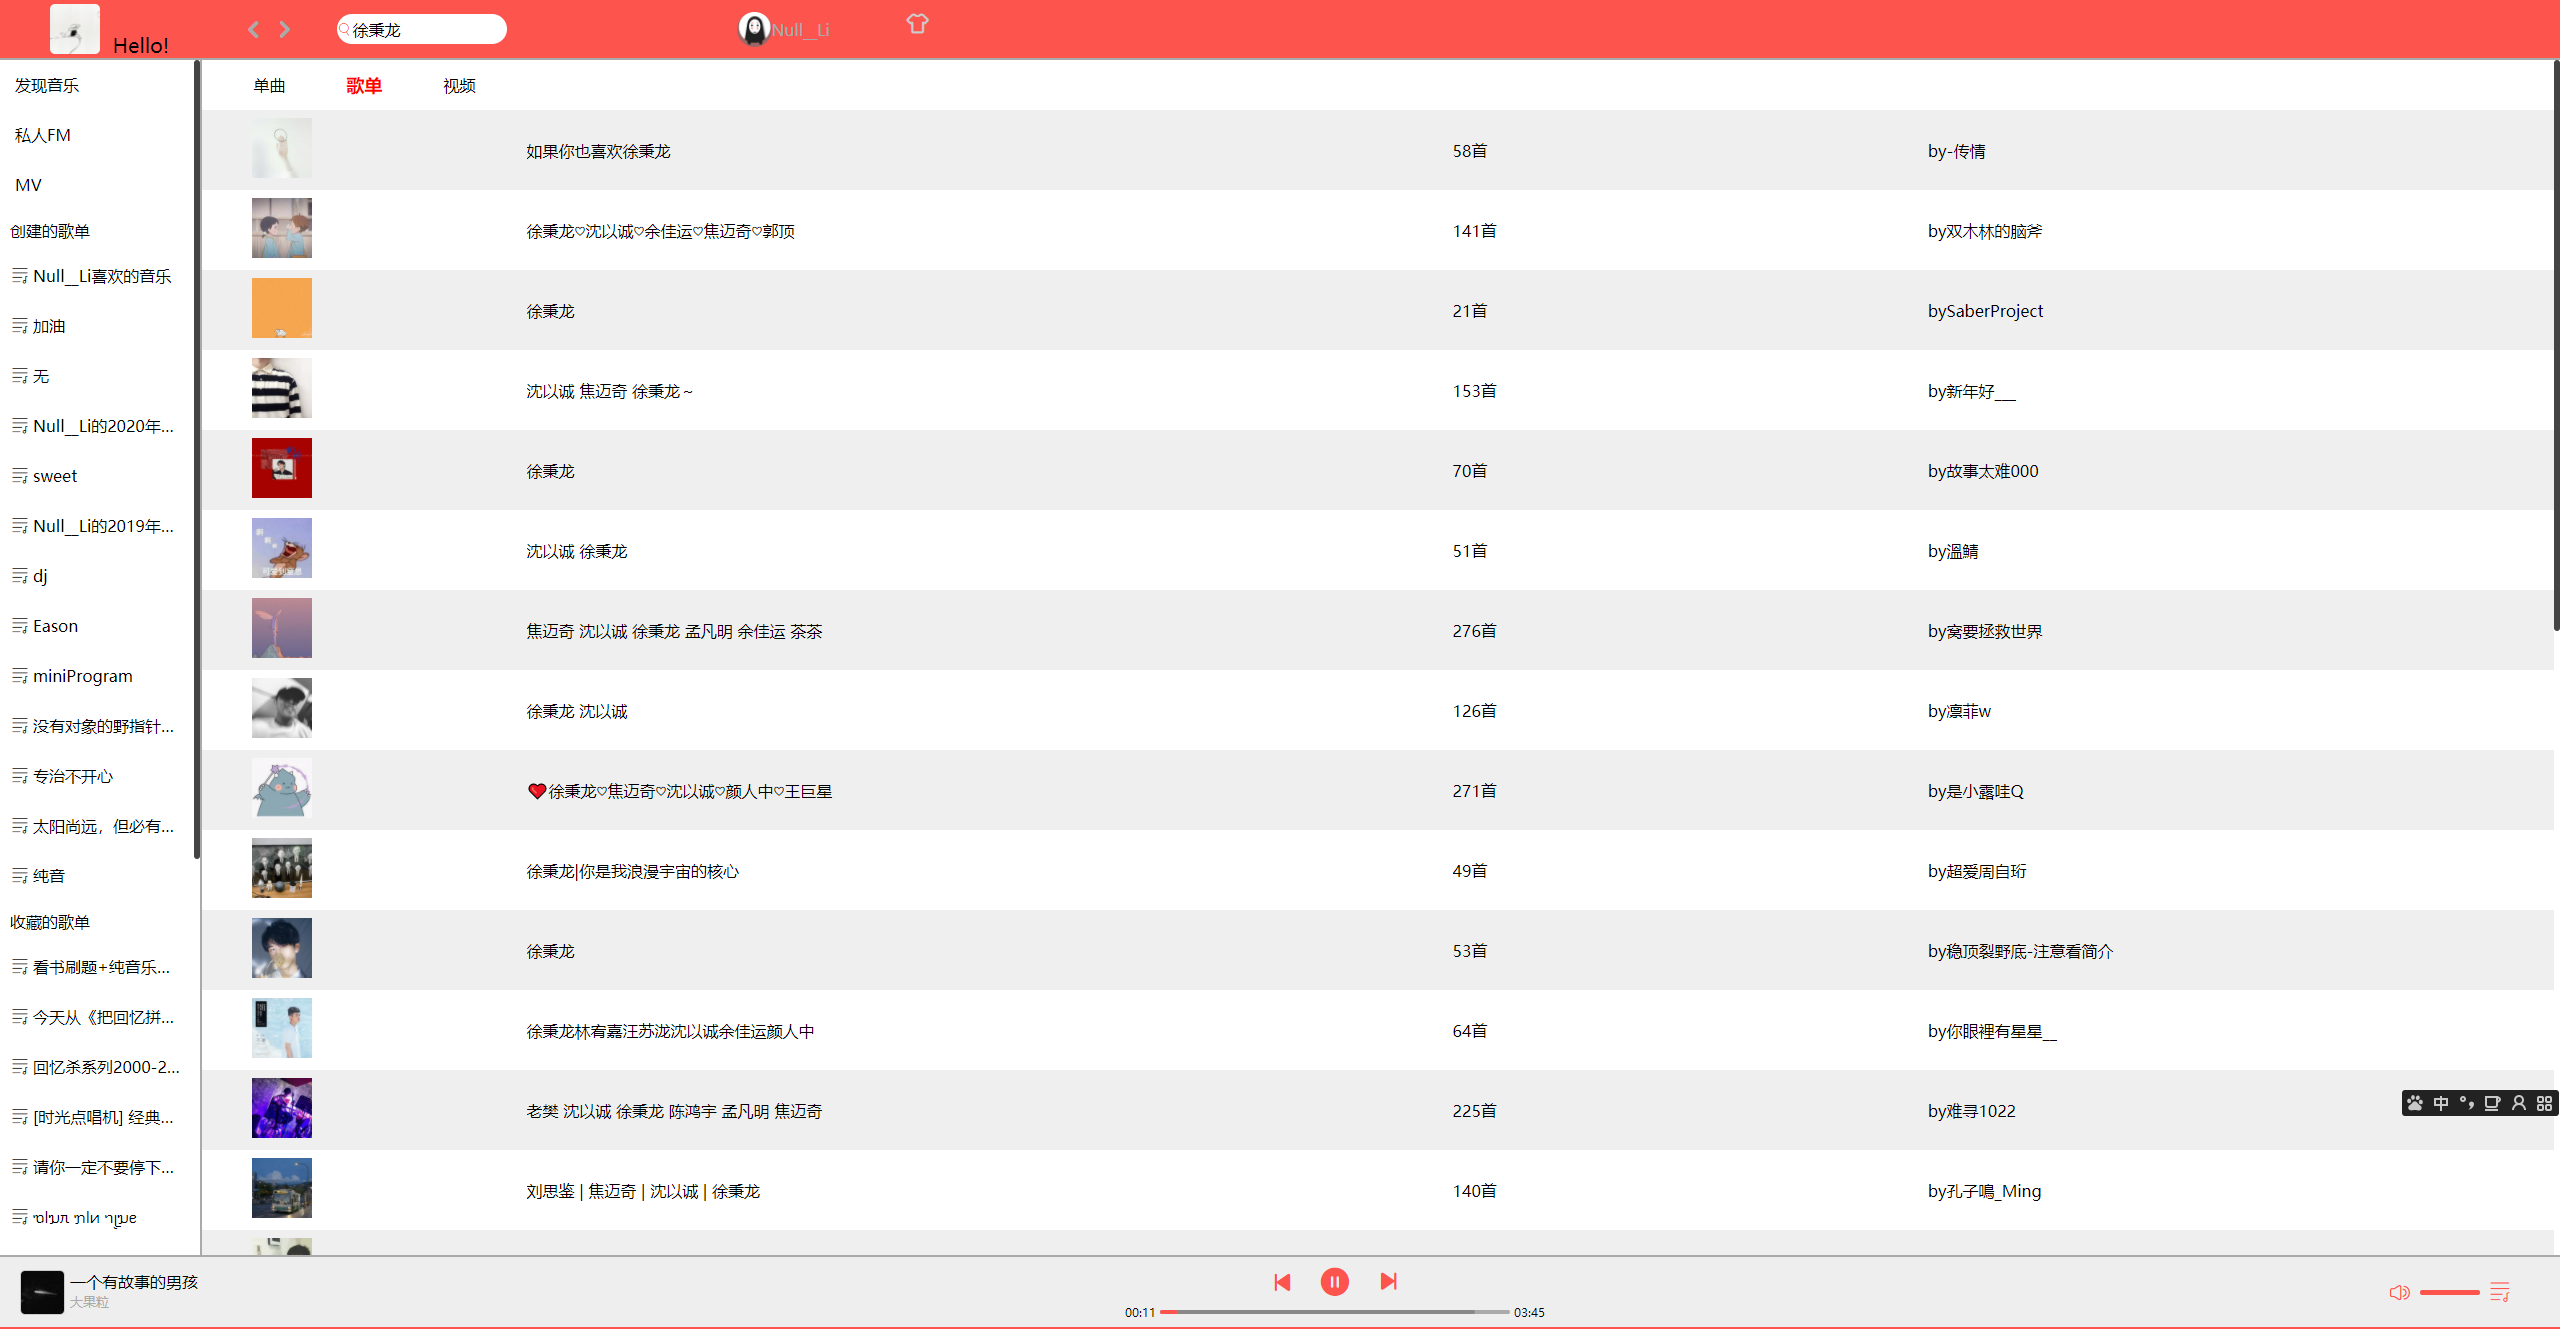 Hello!
徐秉龙
Null__Li
发现音乐
私人FM
MV
创建的歌单
Null__Li喜欢的音乐
加油
无
Null__Li的2020年...
sweet
Null__Li的2019年...
dj
Eason
miniProgram
没有对象的野指针...
专治不开心
太阳尚远，但必有...
纯音
收藏的歌单
看书刷题+纯音乐...
今天从《把回忆拼...
回忆杀系列2000-2...
[时光点唱机] 经典...
请你一定不要停下...
单曲 歌单 视频
如果你也喜欢徐秉龙 58首 by-传情
徐秉龙♡沈以诚♡余佳运♡焦迈奇♡郭顶 141首 by双木林的脑斧
徐秉龙 21首 bySaberProject
沈以诚 焦迈奇 徐秉龙～ 153首 by新年好___
徐秉龙 70首 by故事太难000
沈以诚 徐秉龙 51首 by溫鲭
焦迈奇 沈以诚 徐秉龙 孟凡明 余佳运 茶茶 276首 by窝要拯救世界
徐秉龙 沈以诚 126首 by凛菲w
❤徐秉龙♡焦迈奇♡沈以诚♡颜人中♡王巨星 271首 by是小露哇Q
徐秉龙|你是我浪漫宇宙的核心 49首 by超爱周自珩
徐秉龙 53首 by稳顶裂野底-注意看简介
徐秉龙林宥嘉汪苏泷沈以诚余佳运颜人中 64首 by你眼裡有星星__
老樊 沈以诚 徐秉龙 陈鸿宇 孟凡明 焦迈奇 225首 by难寻1022
刘思鉴 | 焦迈奇 | 沈以诚 | 徐秉龙 140首 by孔子鳴_Ming
中
一个有故事的男孩
大果粒
00:11 03:45